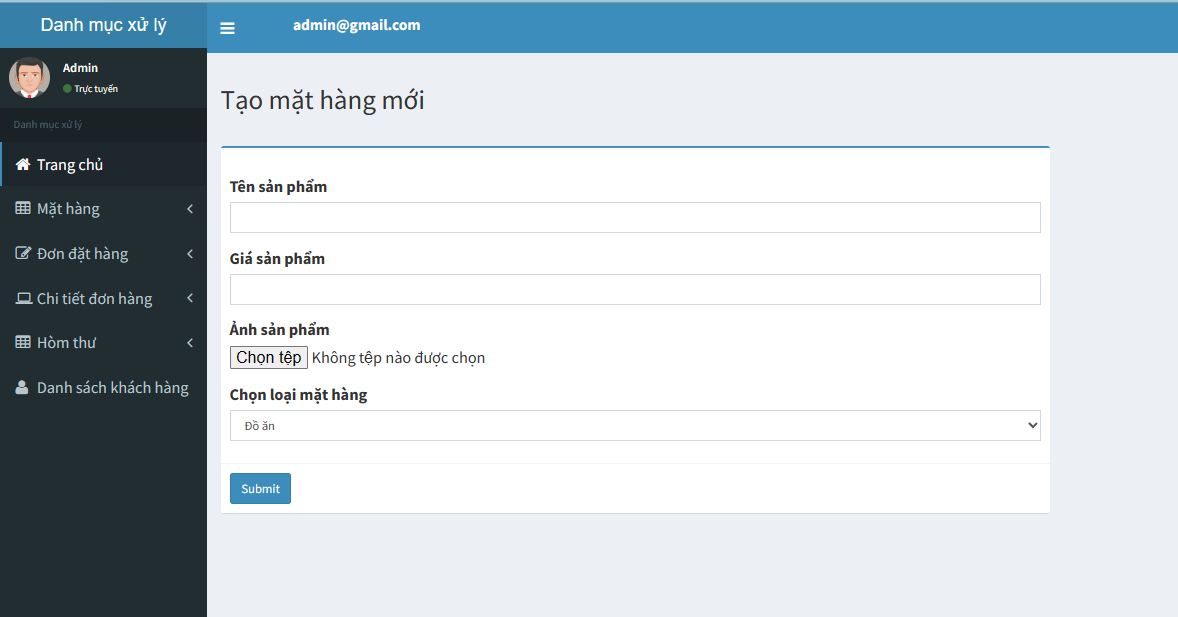 Danh mục xử lý
admin@gmail.com
Admin
Trực tuyến
Danh mục xử lý
Trang chủ
Mặt hàng
Đơn đặt hàng
Chi tiết đơn hàng
Hòm thư
Danh sách khách hàng
Tạo mặt hàng mới
Tên sản phẩm
Giá sản phẩm
Ảnh sản phẩm
Chọn tệp Không tệp nào được chọn
Chọn loại mặt hàng
Đồ ăn
Submit